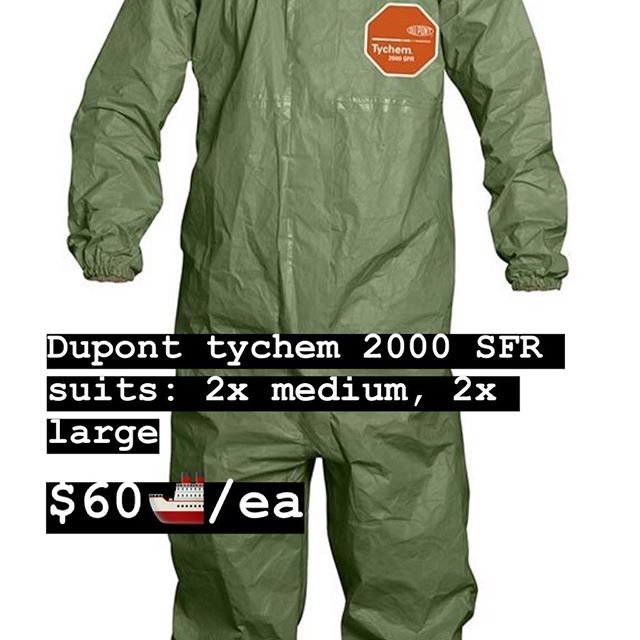 DUPONT
Tychem.
2000 SFR
Dupont tychem 2000 SFR
suits: 2x medium, 2x
large
$60🚢/ea